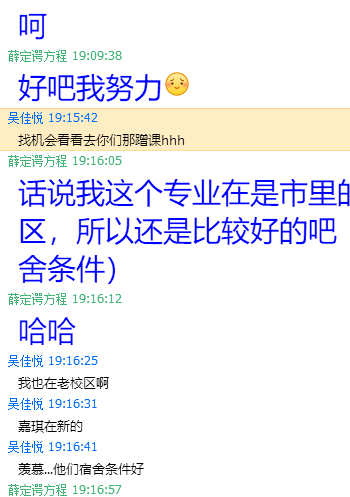 呵
薛定谔方程 19:09:38
好吧我努力
吴佳悦 19:15:42
找机会看看去你们那蹭课hhh
薛定谔方程 19:16:05
话说我这个专业在是市里的
区，所以还是比较好的吧
舍条件）
薛定谔方程 19:16:12
哈哈
吴佳悦 19:16:25
我也在老校区啊
吴佳悦 19:16:31
嘉琪在新的
吴佳悦 19:16:41
羡慕...他们宿舍条件好
薛定谔方程 19:16:57